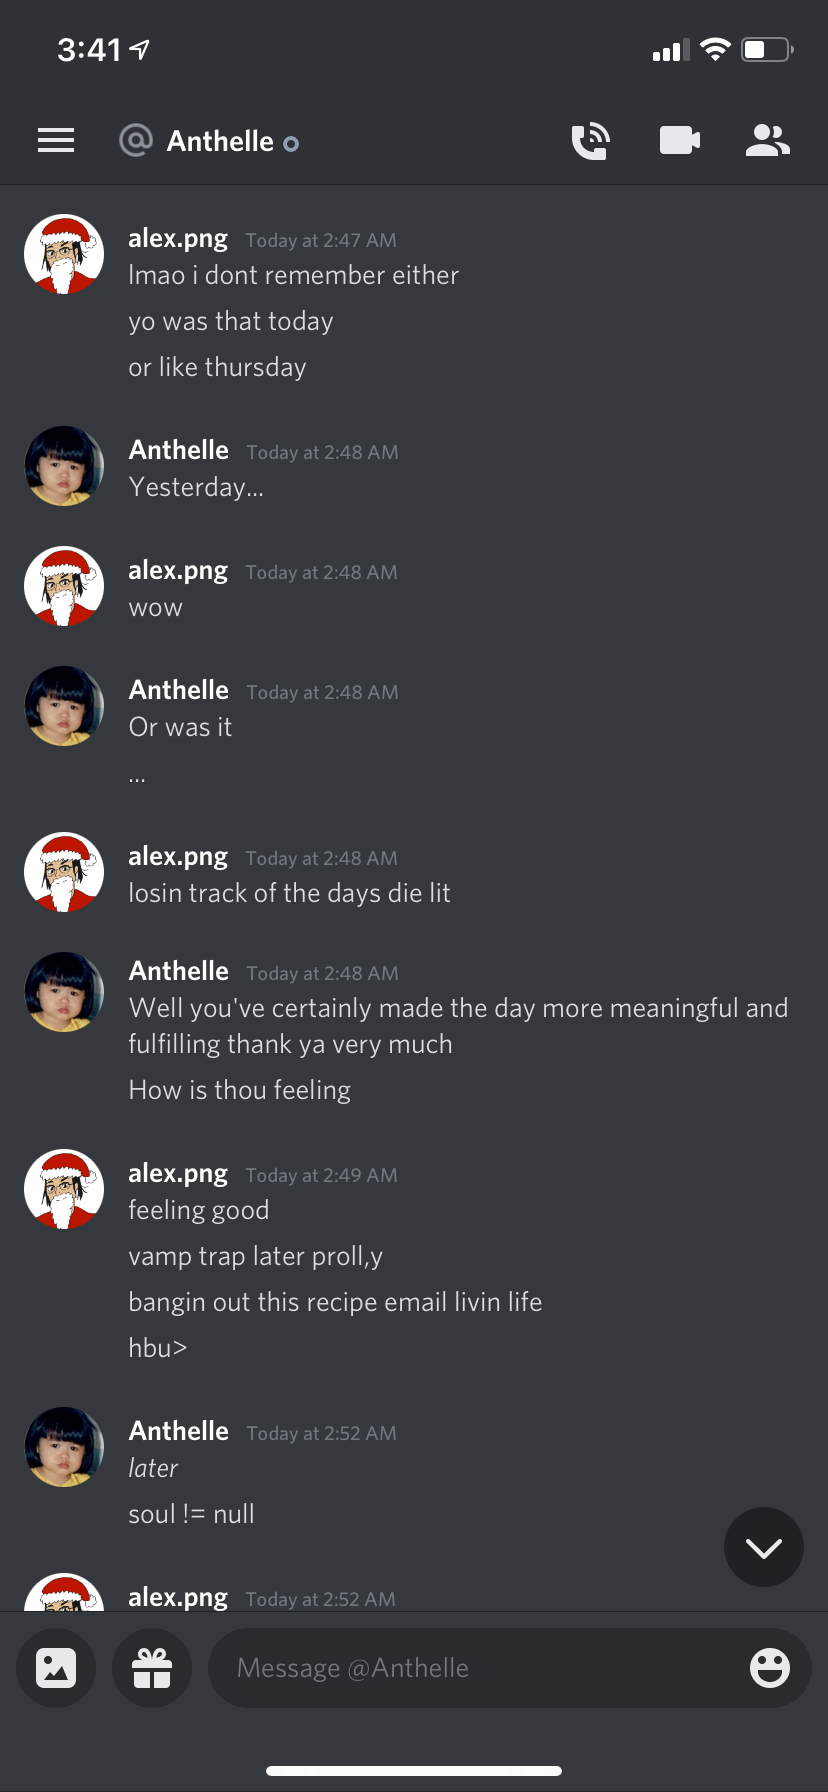 3:41
@ Anthelle
alex.png Today at 2:47 AM
lmao i dont remember either
yo was that today
or like thursday
Anthelle Today at 2:48 AM
Yesterday...
alex.png Today at 2:48 AM
wow
Anthelle Today at 2:48 AM
Or was it
...
alex.png Today at 2:48 AM
losin track of the days die lit
Anthelle Today at 2:48 AM
Well you've certainly made the day more meaningful and
fulfilling thank ya very much
How is thou feeling
alex.png Today at 2:49 AM
feeling good
vamp trap later proll,y
bangin out this recipe email livin life
hbu>
Anthelle Today at 2:52 AM
later
soul != null
alex.png Today at 2:52 AM
Message @Anthelle